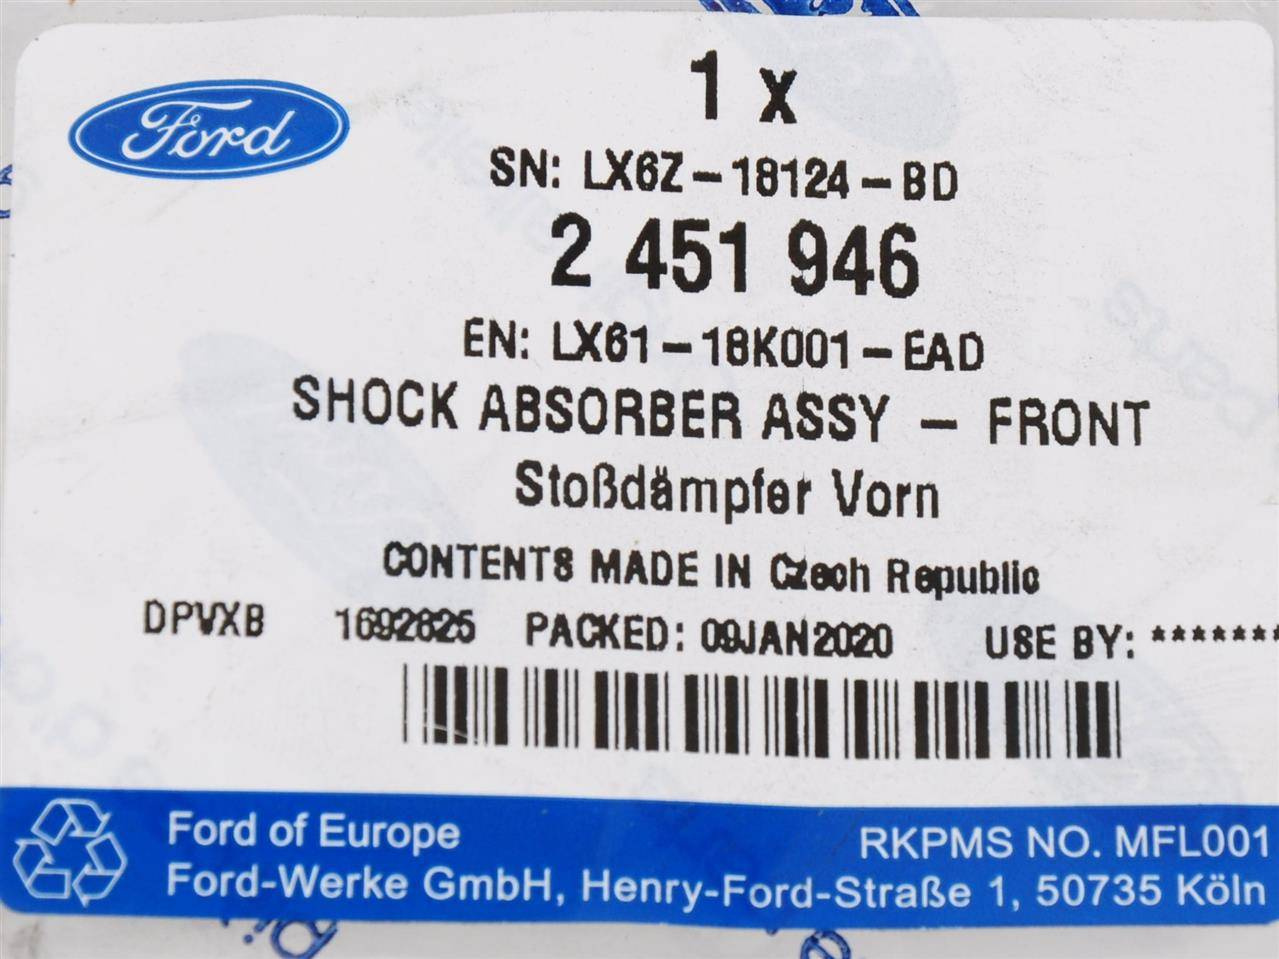 Ford
1 x
SN: LX6Z-18124-BD
2 451 946
EN: LX61-18K001-EAD
SHOCK ABSORBER ASSY - FRONT
Stoßdämpfer Vorn
CONTENTS MADE IN Czech Republic
DPVXB 1692825 PACKED: 09JAN2020 USE BY: *******
Ford of Europe RKPMS NO. MFL001
Ford-Werke GmbH, Henry-Ford-Straße 1, 50735 Köln